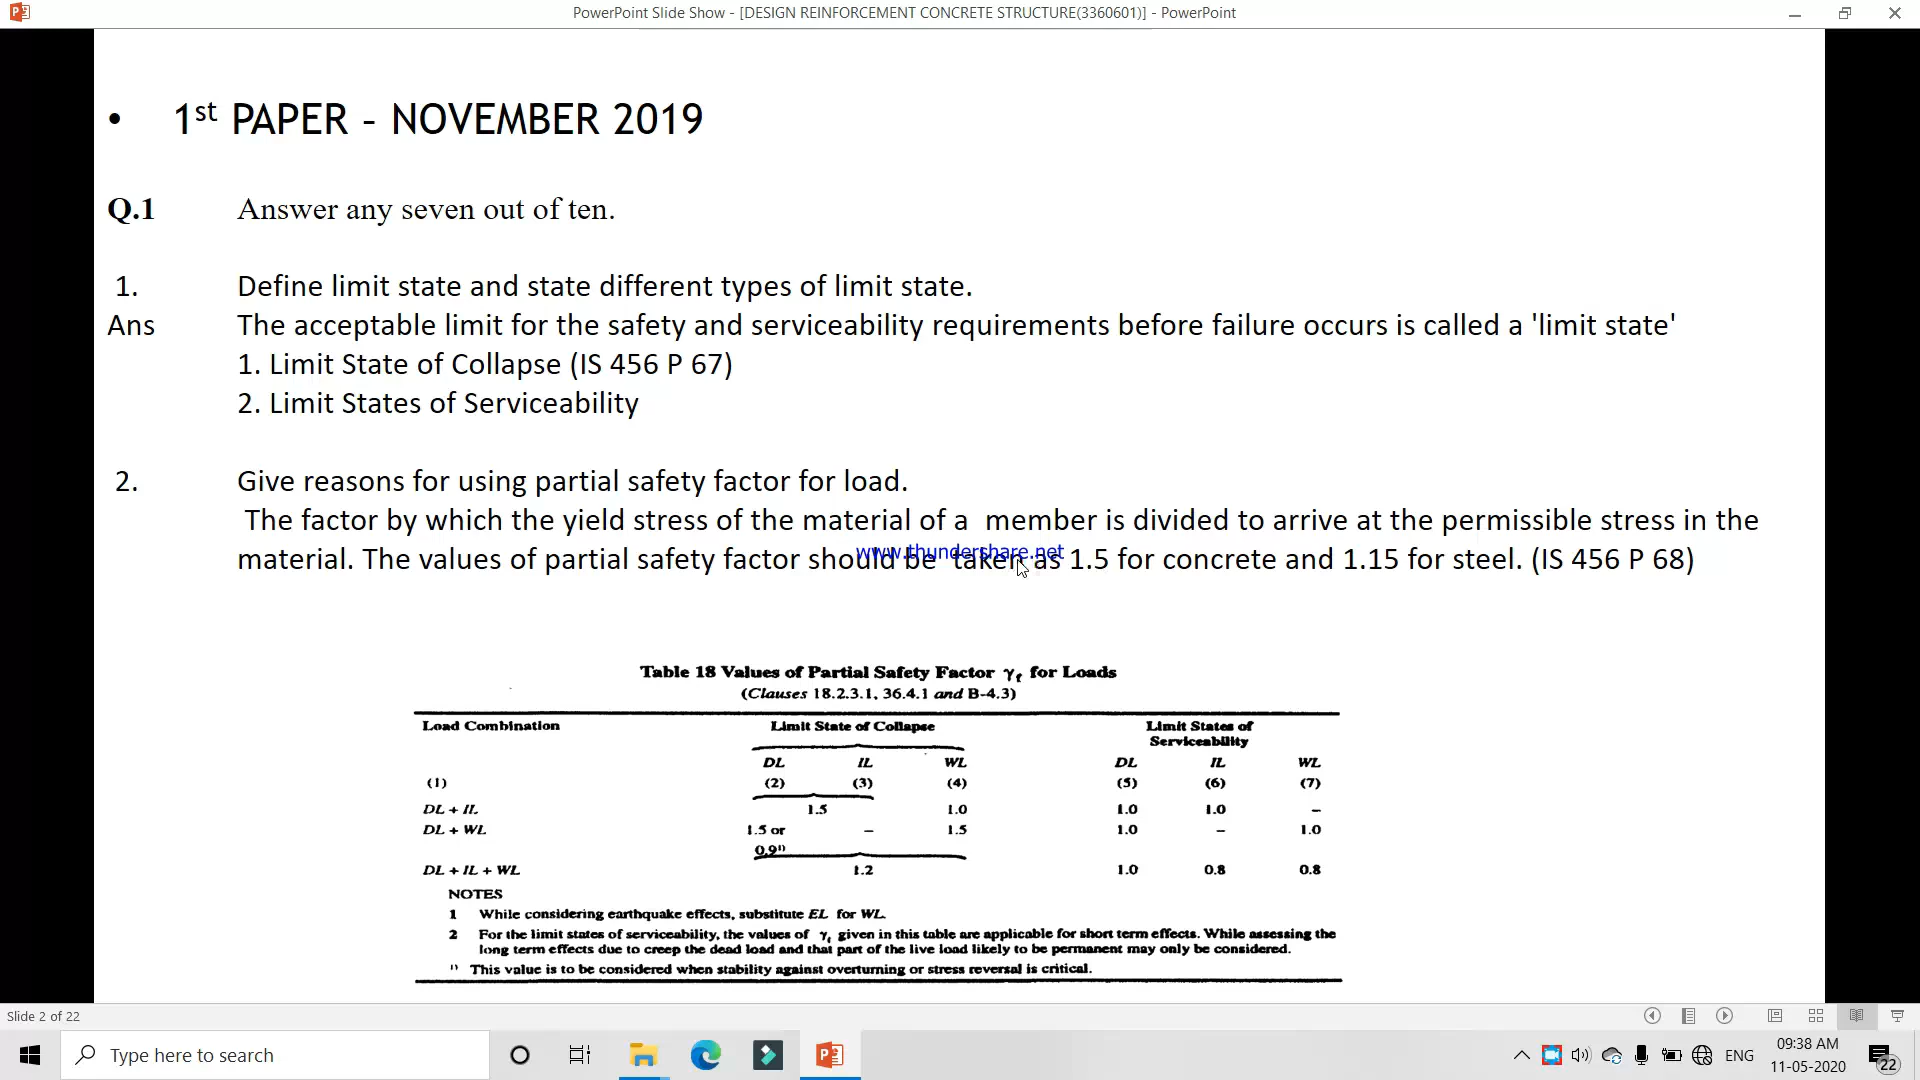 PowerPoint Slide Show - [DESIGN REINFORCEMENT CONCRETE STRUCTURE(3360601)] - PowerPoint
• 1st PAPER - NOVEMBER 2019
Q.1 Answer any seven out of ten.
1. Define limit state and state different types of limit state.
Ans The acceptable limit for the safety and serviceability requirements before failure occurs is called a 'limit state'
1. Limit State of Collapse (IS 456 P 67)
2. Limit States of Serviceability
2. Give reasons for using partial safety factor for load.
The factor by which the yield stress of the material of a member is divided to arrive at the permissible stress in the
www.thundershare.net
material. The values of partial safety factor should be taken as 1.5 for concrete and 1.15 for steel. (IS 456 P 68)
Table 18 Values of Partial Safety Factor γf for Loads
(Clauses 18.2.3.1, 36.4.1 and B-4.3)
Load Combination Limit State of Collapse Limit States of
Serviceability
DL IL WL DL IL WL
(1) (2) (3) (4) (5) (6) (7)
DL + IL 1.5 1.0 1.0 1.0 –
DL + WL 1.5 or – 1.5 1.0 – 1.0
0.9¹⁾
DL + IL + WL 1.2 1.0 0.8 0.8
NOTES
1 While considering earthquake effects, substitute EL for WL.
2 For the limit states of serviceability, the values of γf given in this table are applicable for short term effects. While assessing the
long term effects due to creep the dead load and that part of the live load likely to be permanent may only be considered.
¹⁾ This value is to be considered when stability against overturning or stress reversal is critical.
Slide 2 of 22
Type here to search
ENG
09:38 AM
11-05-2020
22